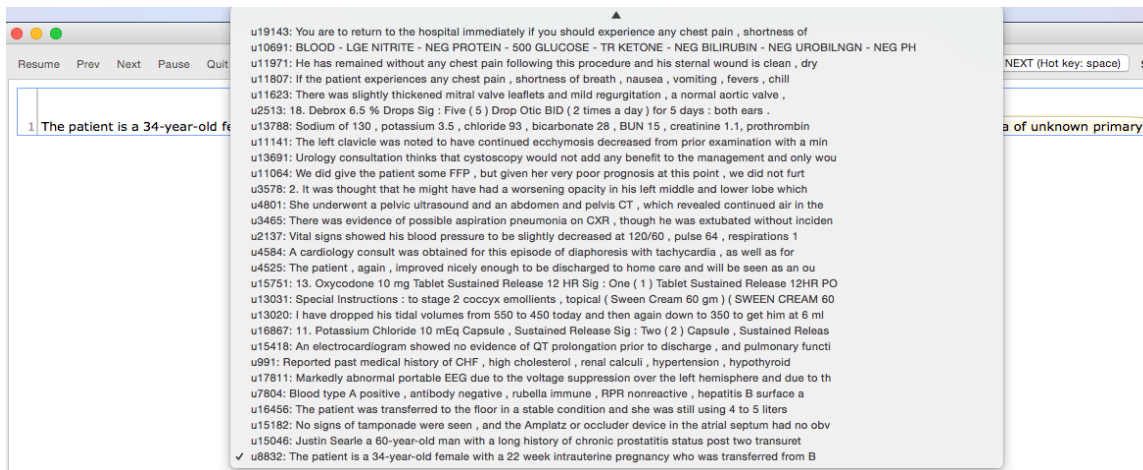 Resume Prev Next Pause Quit
NEXT (Hot key: space)
1 The patient is a 34-year-old fe
a of unknown primary
u19143: You are to return to the hospital immediately if you should experience any chest pain , shortness of
u10691: BLOOD - LGE NITRITE - NEG PROTEIN - 500 GLUCOSE - TR KETONE - NEG BILIRUBIN - NEG UROBILNGN - NEG PH
u11971: He has remained without any chest pain following this procedure and his sternal wound is clean , dry
u11807: If the patient experiences any chest pain , shortness of breath , nausea , vomiting , fevers , chill
u11623: There was slightly thickened mitral valve leaflets and mild regurgitation , a normal aortic valve ,
u2513: 18. Debrox 6.5 % Drops Sig : Five ( 5 ) Drop Otic BID ( 2 times a day ) for 5 days : both ears .
u13788: Sodium of 130 , potassium 3.5 , chloride 93 , bicarbonate 28 , BUN 15 , creatinine 1.1, prothrombin
u11141: The left clavicle was noted to have continued ecchymosis decreased from prior examination with a min
u13691: Urology consultation thinks that cystoscopy would not add any benefit to the management and only wou
u11064: We did give the patient some FFP , but given her very poor prognosis at this point , we did not furt
u3578: 2. It was thought that he might have had a worsening opacity in his left middle and lower lobe which
u4801: She underwent a pelvic ultrasound and an abdomen and pelvis CT , which revealed continued air in the
u3465: There was evidence of possible aspiration pneumonia on CXR , though he was extubated without inciden
u2137: Vital signs showed his blood pressure to be slightly decreased at 120/60 , pulse 64 , respirations 1
u4584: A cardiology consult was obtained for this episode of diaphoresis with tachycardia , as well as for
u4525: The patient , again , improved nicely enough to be discharged to home care and will be seen as an ou
u15751: 13. Oxycodone 10 mg Tablet Sustained Release 12 HR Sig : One ( 1 ) Tablet Sustained Release 12HR PO
u13031: Special Instructions : to stage 2 coccyx emollients , topical ( Sween Cream 60 gm ) ( SWEEN CREAM 60
u13020: I have dropped his tidal volumes from 550 to 450 today and then again down to 350 to get him at 6 ml
u16867: 11. Potassium Chloride 10 mEq Capsule , Sustained Release Sig : Two ( 2 ) Capsule , Sustained Releas
u15418: An electrocardiogram showed no evidence of QT prolongation prior to discharge , and pulmonary functi
u991: Reported past medical history of CHF , high cholesterol , renal calculi , hypertension , hypothyroid
u17811: Markedly abnormal portable EEG due to the voltage suppression over the left hemisphere and due to th
u7804: Blood type A positive , antibody negative , rubella immune , RPR nonreactive , hepatitis B surface a
u16456: The patient was transferred to the floor in a stable condition and she was still using 4 to 5 liters
u15182: No signs of tamponade were seen , and the Amplatz or occluder device in the atrial septum had no obv
u15046: Justin Searle a 60-year-old man with a long history of chronic prostatitis status post two transuret
✓ u8832: The patient is a 34-year-old female with a 22 week intrauterine pregnancy who was transferred from B